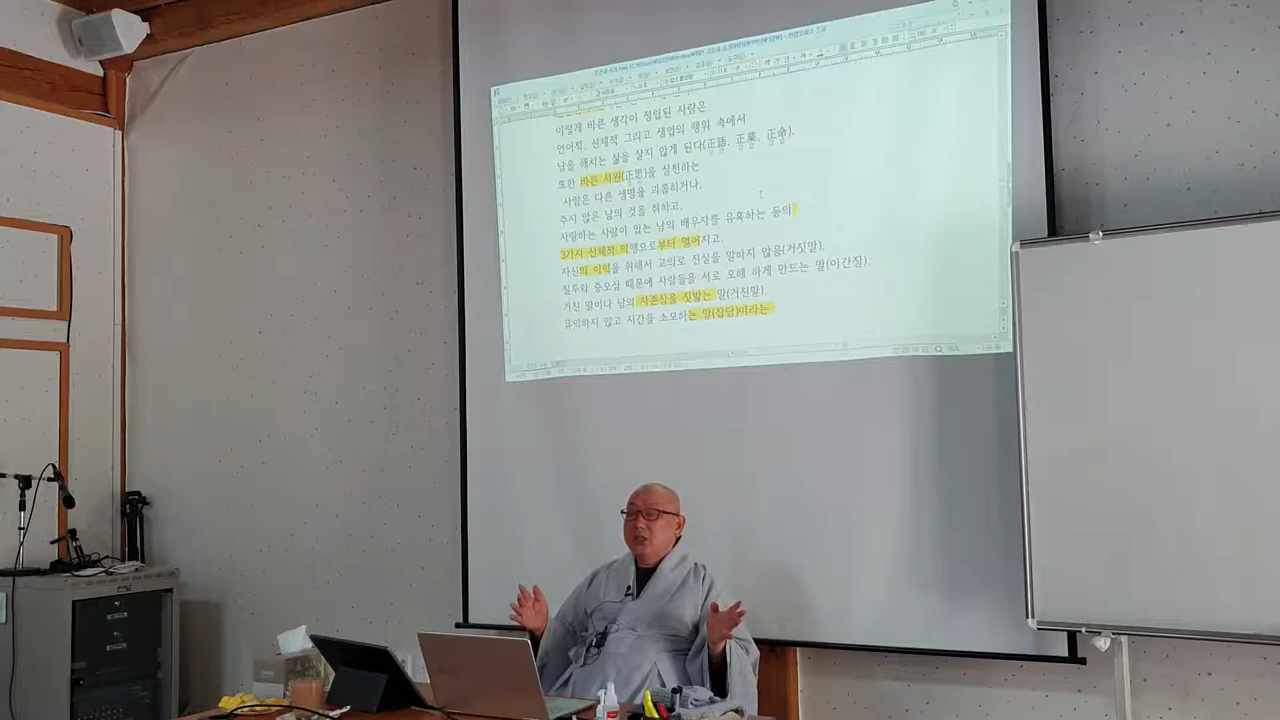 이렇게 바른 생각이 정립된 사람은
언어적, 신체적 그리고 생업의 행위 속에서
남을 해치는 삶을 살지 않게 된다(正語, 正業, 正命).
또한 바른 서원(正思)을 실천하는
사람은 다른 생명을 괴롭히거나,
주지 않은 남의 것을 취하고,
사랑하는 사람이 있는 남의 배우자를 유혹하는 등의
3가지 신체적 악행으로부터 멀어지고,
자신의 이익을 위해서 고의로 진실을 말하지 않음(거짓말),
질투와 증오심 때문에 사람들을 서로 오해 하게 만드는 말(이간질),
거친 말이나 남의 자존심을 짓밟는 말(거친말),
유익하지 않고 시간을 소모하는 말(잡담)이라는